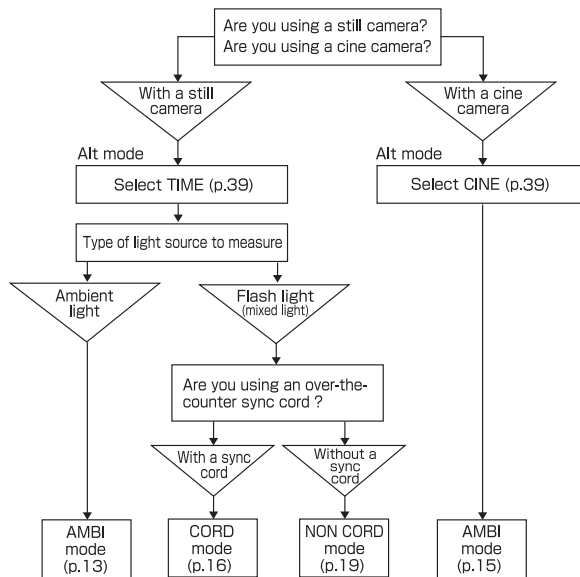 Are you using a still camera?
Are you using a cine camera?
With a still
camera
With a cine
camera
Alt mode
Alt mode
Select TIME (p.39)
Select CINE (p.39)
Type of light source to measure
Ambient
light
Flash light
(mixed light)
Are you using an over-the-
counter sync cord ?
With a sync
cord
Without a
sync
cord
AMBI
mode
(p.13)
CORD
mode
(p.16)
NON CORD
mode
(p.19)
AMBI
mode
(p.15)